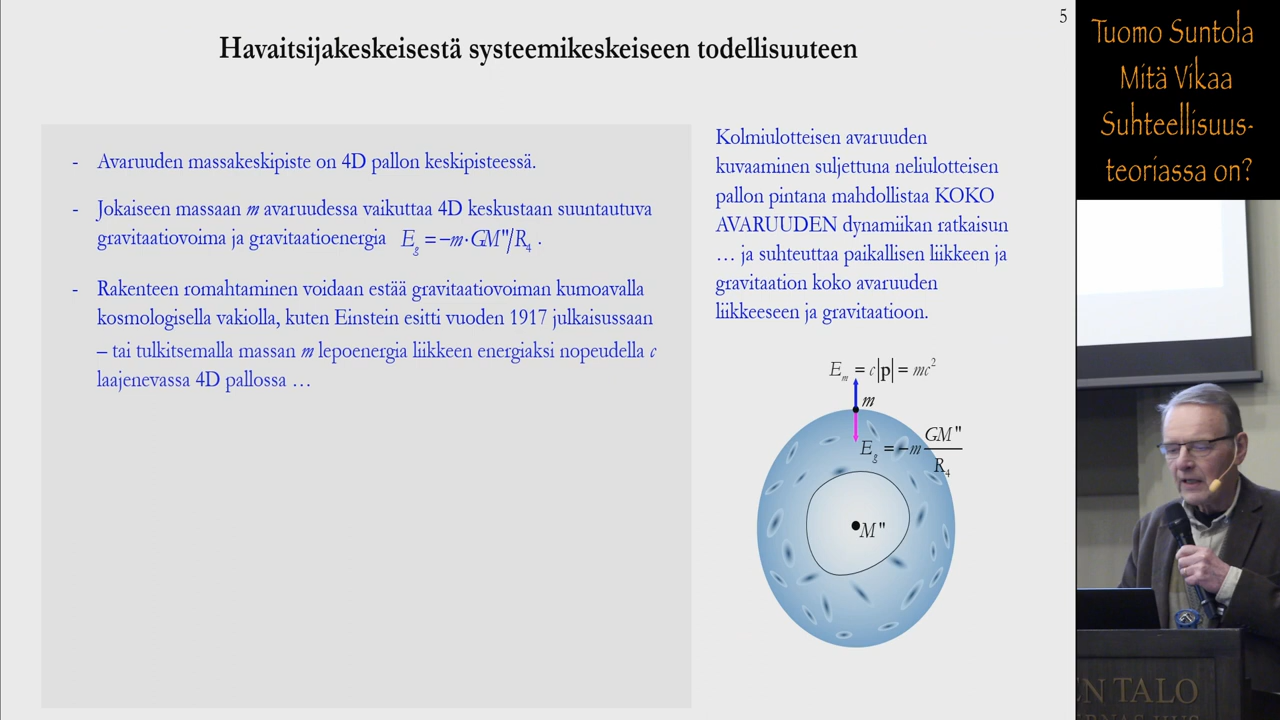 5
Havaitsijakeskeisestä systeemikeskeiseen todellisuuteen
- Avaruuden massakeskipiste on 4D pallon keskipisteessä.
- Jokaiseen massaan m avaruudessa vaikuttaa 4D keskustaan suuntautuva
gravitaatiovoima ja gravitaatioenergia E_g = −m·GM"/R_4 .
- Rakenteen romahtaminen voidaan estää gravitaatiovoiman kumoavalla
kosmologisella vakiolla, kuten Einstein esitti vuoden 1917 julkaisussaan
– tai tulkitsemalla massan m lepoenergia liikkeen energiaksi nopeudella c
laajenevassa 4D pallossa …
Kolmiulotteisen avaruuden
kuvaaminen suljettuna neliulotteisen
pallon pintana mahdollistaa KOKO
AVARUUDEN dynamiikan ratkaisun
… ja suhteuttaa paikallisen liikkeen ja
gravitaation koko avaruuden
liikkeeseen ja gravitaatioon.
E_m = c|p| = mc²
m
E_g = −m GM"/R_4
M"
Tuomo Suntola
Mitä Vikaa
Suhteellisuus-
teoriassa on?
EN TALO